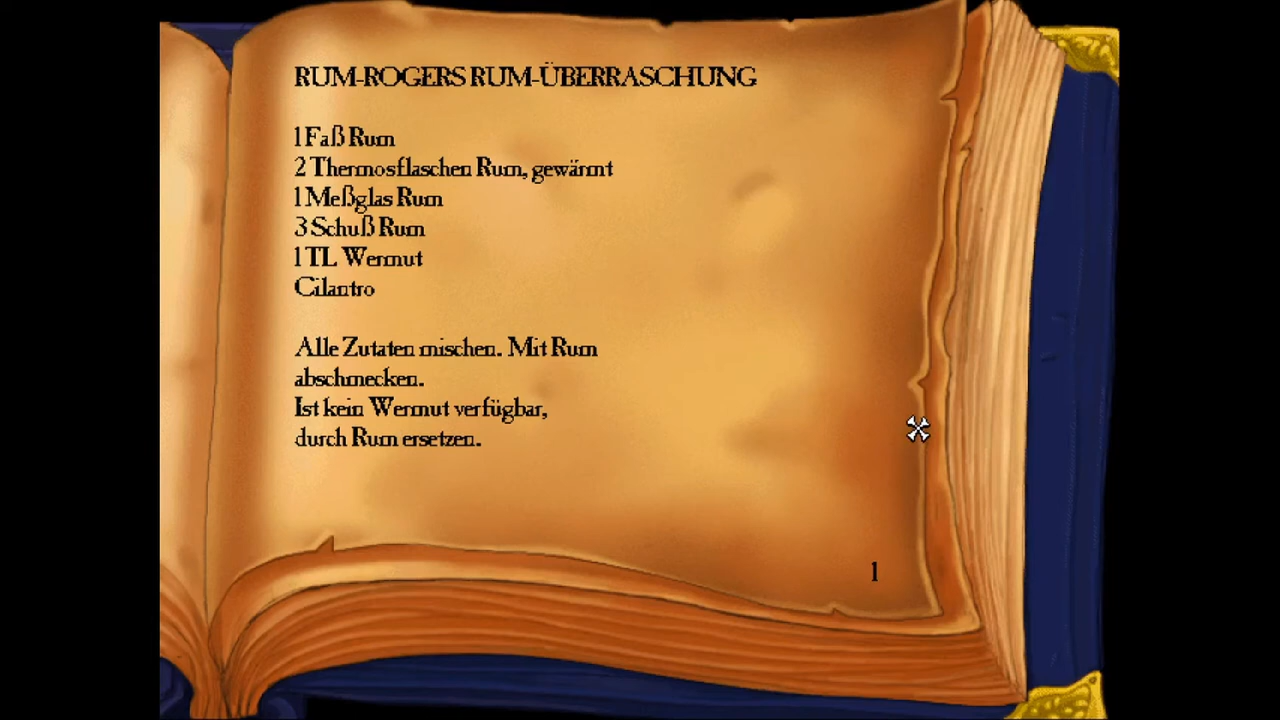 RUM-ROGERS RUM-ÜBERRASCHUNG
1 Faß Rum
2 Thermosflaschen Rum, gewärmt
1 Meßglas Rum
3 Schuß Rum
1 TL Wermut
Cilantro
Alle Zutaten mischen. Mit Rum
abschmecken.
Ist kein Wermut verfügbar,
durch Rum ersetzen.
1